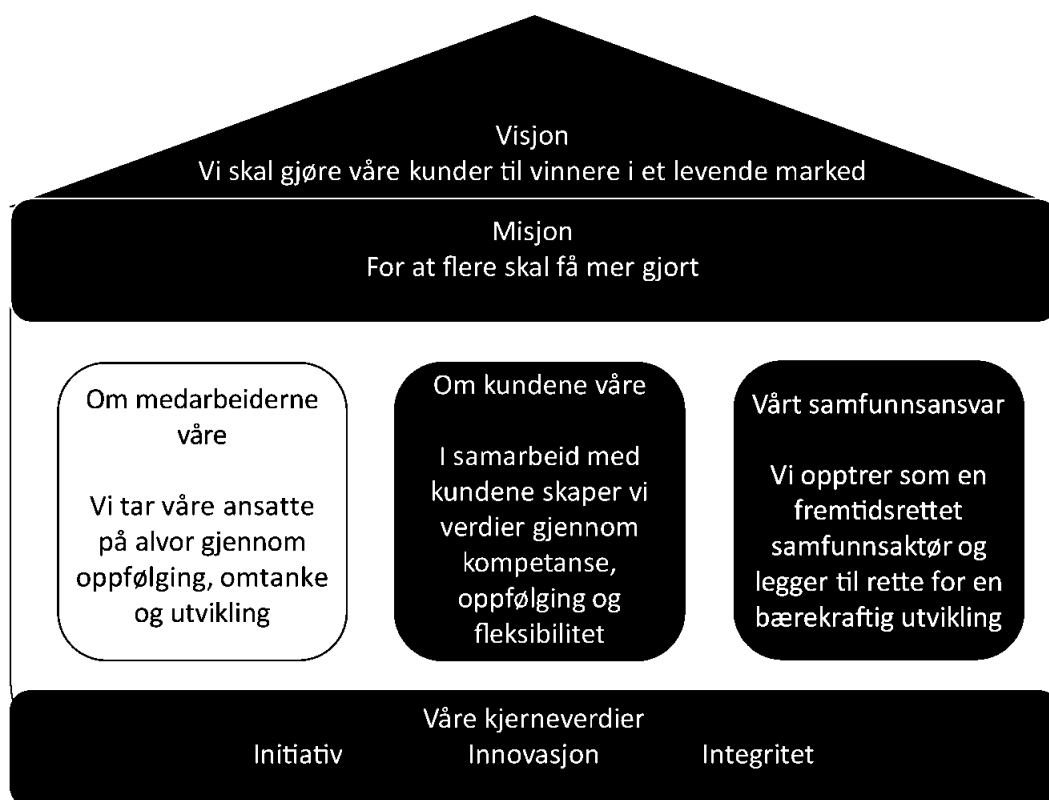 Visjon
Vi skal gjøre våre kunder til vinnere i et levende marked
Misjon
For at flere skal få mer gjort
Om medarbeiderne
våre
Vi tar våre ansatte
på alvor gjennom
oppfølging, omtanke
og utvikling
Om kundene våre
I samarbeid med
kundene skaper vi
verdier gjennom
kompetanse,
oppfølging og
fleksibilitet
Vårt samfunnsansvar
Vi opptrer som en
fremtidsrettet
samfunnsaktør og
legger til rette for en
bærekraftig utvikling
Våre kjerneverdier
Initiativ Innovasjon Integritet